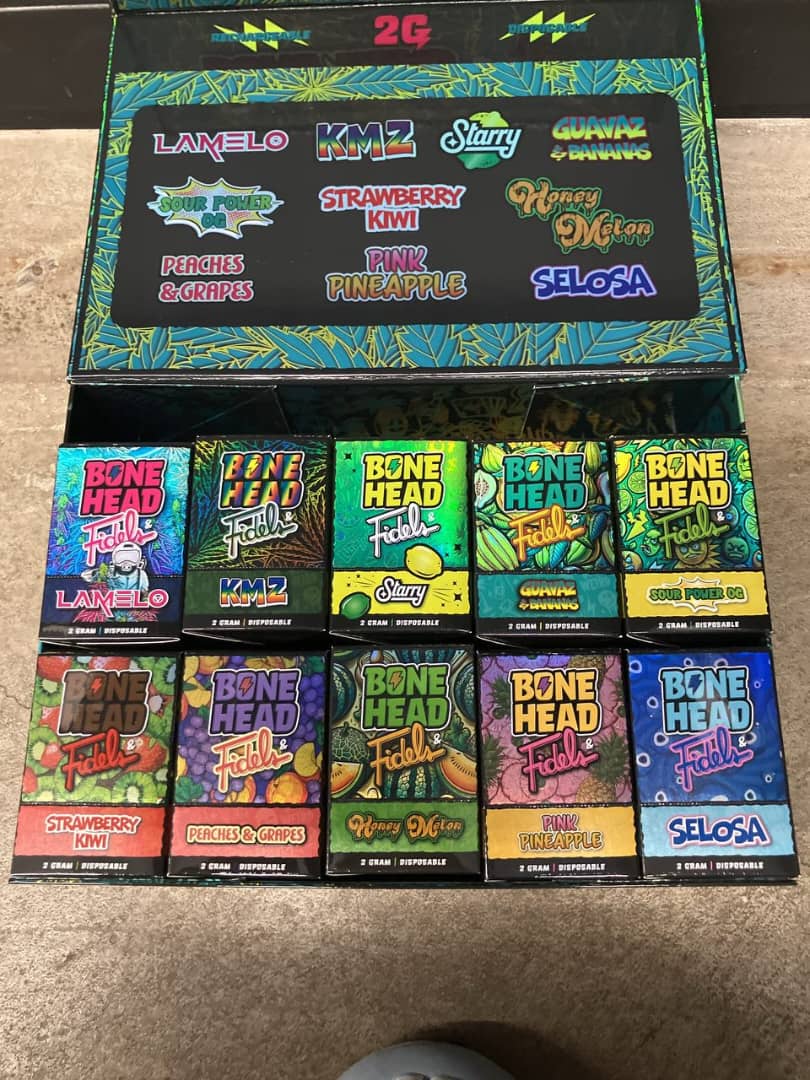 RECHARGEABLE 2G DISPOSABLE
LAMELO KMZ Starry GUAVAZ
& BANANAS
SOUR POWER
OG
STRAWBERRY
KIWI
Honey
Melon
PEACHES
& GRAPES
PINK
PINEAPPLE
SELOSA
BONE
HEAD
& Fidels
LAMELO
2 GRAM | DISPOSABLE
BONE
HEAD
& Fidels
KMZ
2 GRAM | DISPOSABLE
BONE
HEAD
& Fidels
Starry
2 GRAM | DISPOSABLE
BONE
HEAD
& Fidels
GUAVAZ
& BANANAS
2 GRAM | DISPOSABLE
BONE
HEAD
& Fidels
SOUR POWER OG
2 GRAM | DISPOSABLE
BONE
HEAD
& Fidels
STRAWBERRY
KIWI
2 GRAM | DISPOSABLE
BONE
HEAD
& Fidels
PEACHES & GRAPES
2 GRAM | DISPOSABLE
BONE
HEAD
& Fidels
Honey Melon
2 GRAM | DISPOSABLE
BONE
HEAD
& Fidels
PINK
PINEAPPLE
2 GRAM | DISPOSABLE
BONE
HEAD
& Fidels
SELOSA
2 GRAM | DISPOSABLE